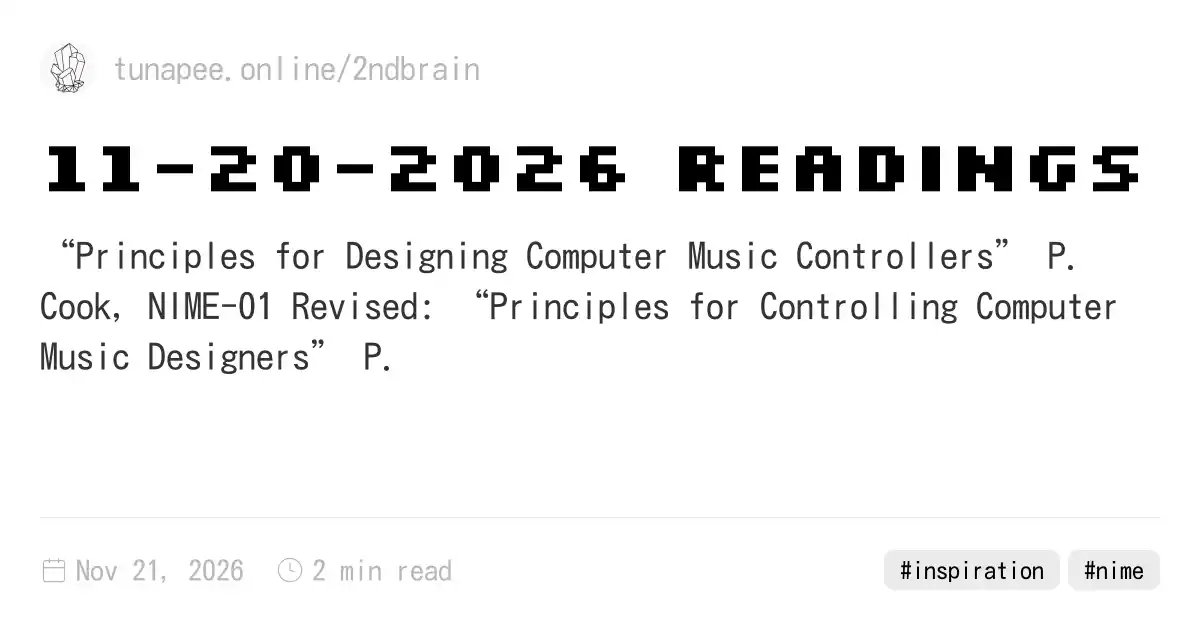 tunapee.online/2ndbrain
11-20-2026 READINGS
“Principles for Designing Computer Music Controllers” P.
Cook, NIME-01 Revised: “Principles for Controlling Computer
Music Designers” P.
Nov 21, 2026 2 min read #inspiration #nime